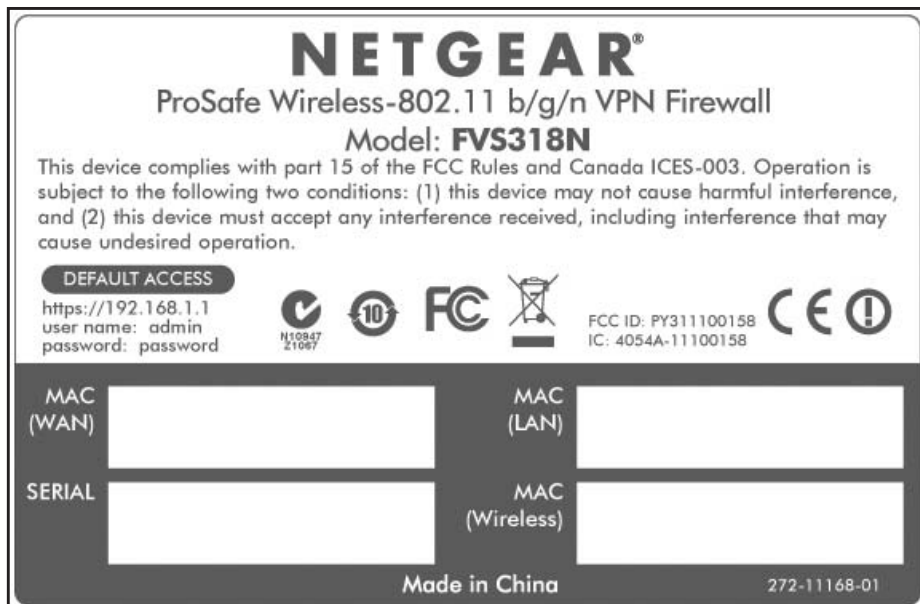 NETGEAR®
ProSafe Wireless-802.11 b/g/n VPN Firewall
Model: FVS318N
This device complies with part 15 of the FCC Rules and Canada ICES-003. Operation is
subject to the following two conditions: (1) this device may not cause harmful interference,
and (2) this device must accept any interference received, including interference that may
cause undesired operation.
DEFAULT ACCESS
https://192.168.1.1
user name: admin
password: password
N10947
Z1067
10
FC
FCC ID: PY311100158
IC: 4054A-11100158
CE
MAC
(WAN)
MAC
(LAN)
SERIAL
MAC
(Wireless)
Made in China
272-11168-01